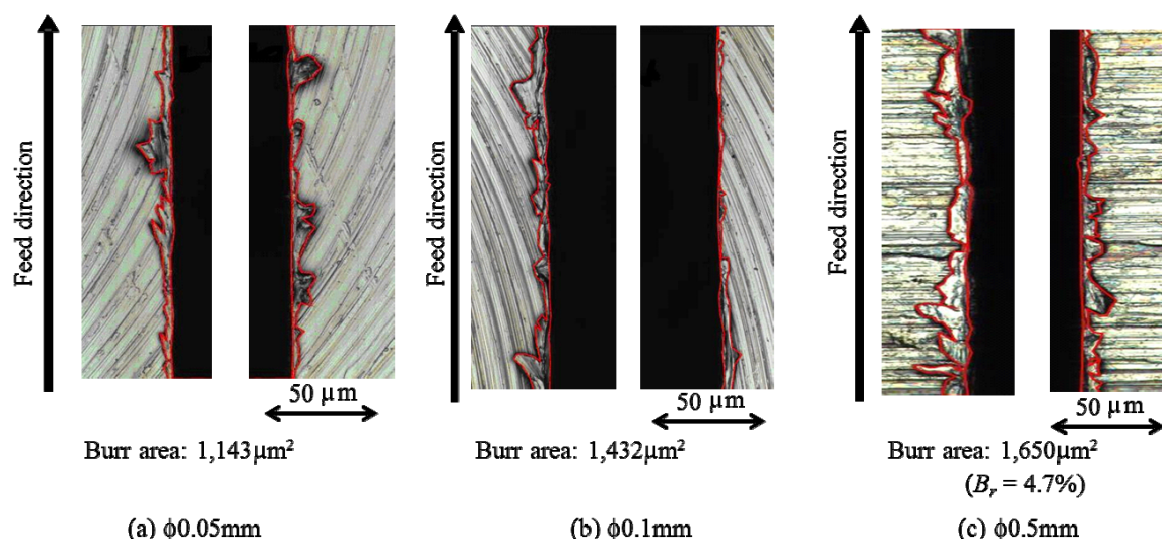 Feed direction
50 μm
Burr area: 1,143μm²
(a) ϕ0.05mm
Feed direction
50 μm
Burr area: 1,432μm²
(b) ϕ0.1mm
Feed direction
50 μm
Burr area: 1,650μm²
(Bᵣ = 4.7%)
(c) ϕ0.5mm